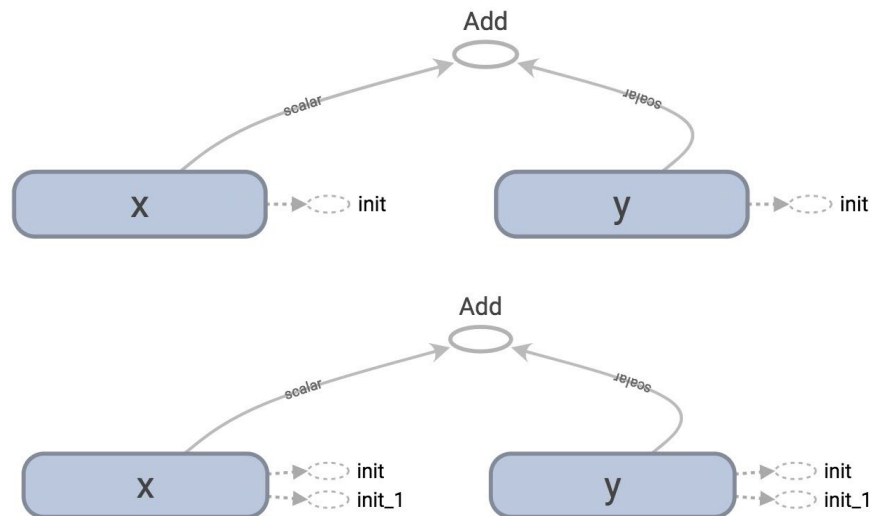 Add
scalar
scalar
x
init
y
init
Add
scalar
scalar
x
init
init_1
y
init
init_1